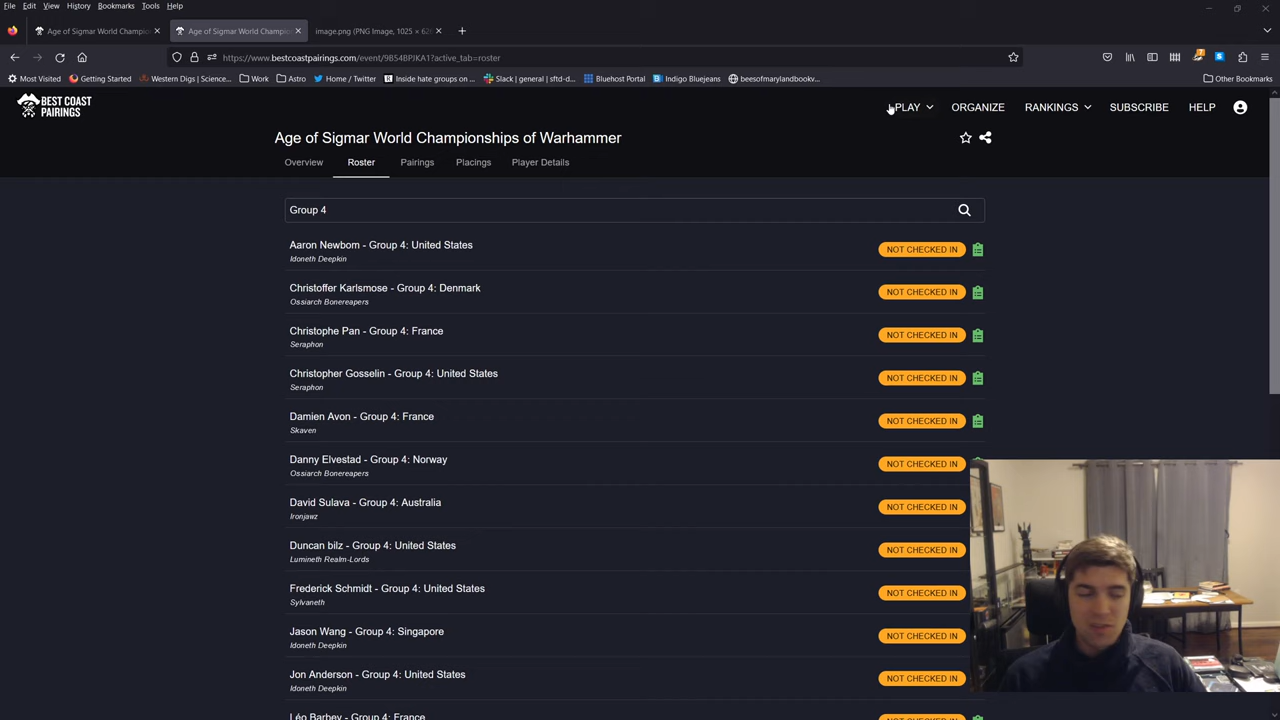 File Edit View History Bookmarks Tools Help
Age of Sigmar World Champion
Age of Sigmar World Champion
image.png (PNG Image, 1025 × 62
https://www.bestcoastpairings.com/event/9B54BPIKA1?active_tab=roster
Most Visited Getting Started Western Digs | Science... Work Astro Home / Twitter Inside hate groups on ... Slack | general | sftd-d... Bluehost Portal Indigo Bluejeans beesofmarylandbookv... Other Bookmarks
BEST COAST
PAIRINGS
PLAY ORGANIZE RANKINGS SUBSCRIBE HELP
Age of Sigmar World Championships of Warhammer
Overview Roster Pairings Placings Player Details
Group 4
Aaron Newbom - Group 4: United States NOT CHECKED IN
Idoneth Deepkin
Christoffer Karlsmose - Group 4: Denmark NOT CHECKED IN
Ossiarch Bonereapers
Christophe Pan - Group 4: France NOT CHECKED IN
Seraphon
Christopher Gosselin - Group 4: United States NOT CHECKED IN
Seraphon
Damien Avon - Group 4: France NOT CHECKED IN
Skaven
Danny Elvestad - Group 4: Norway NOT CHECKED IN
Ossiarch Bonereapers
David Sulava - Group 4: Australia NOT CHECKED IN
Ironjawz
Duncan bilz - Group 4: United States NOT CHECKED IN
Lumineth Realm-Lords
Frederick Schmidt - Group 4: United States NOT CHECKED IN
Sylvaneth
Jason Wang - Group 4: Singapore NOT CHECKED IN
Idoneth Deepkin
Jon Anderson - Group 4: United States NOT CHECKED IN
Idoneth Deepkin
Léo Barbey - Group 4: France